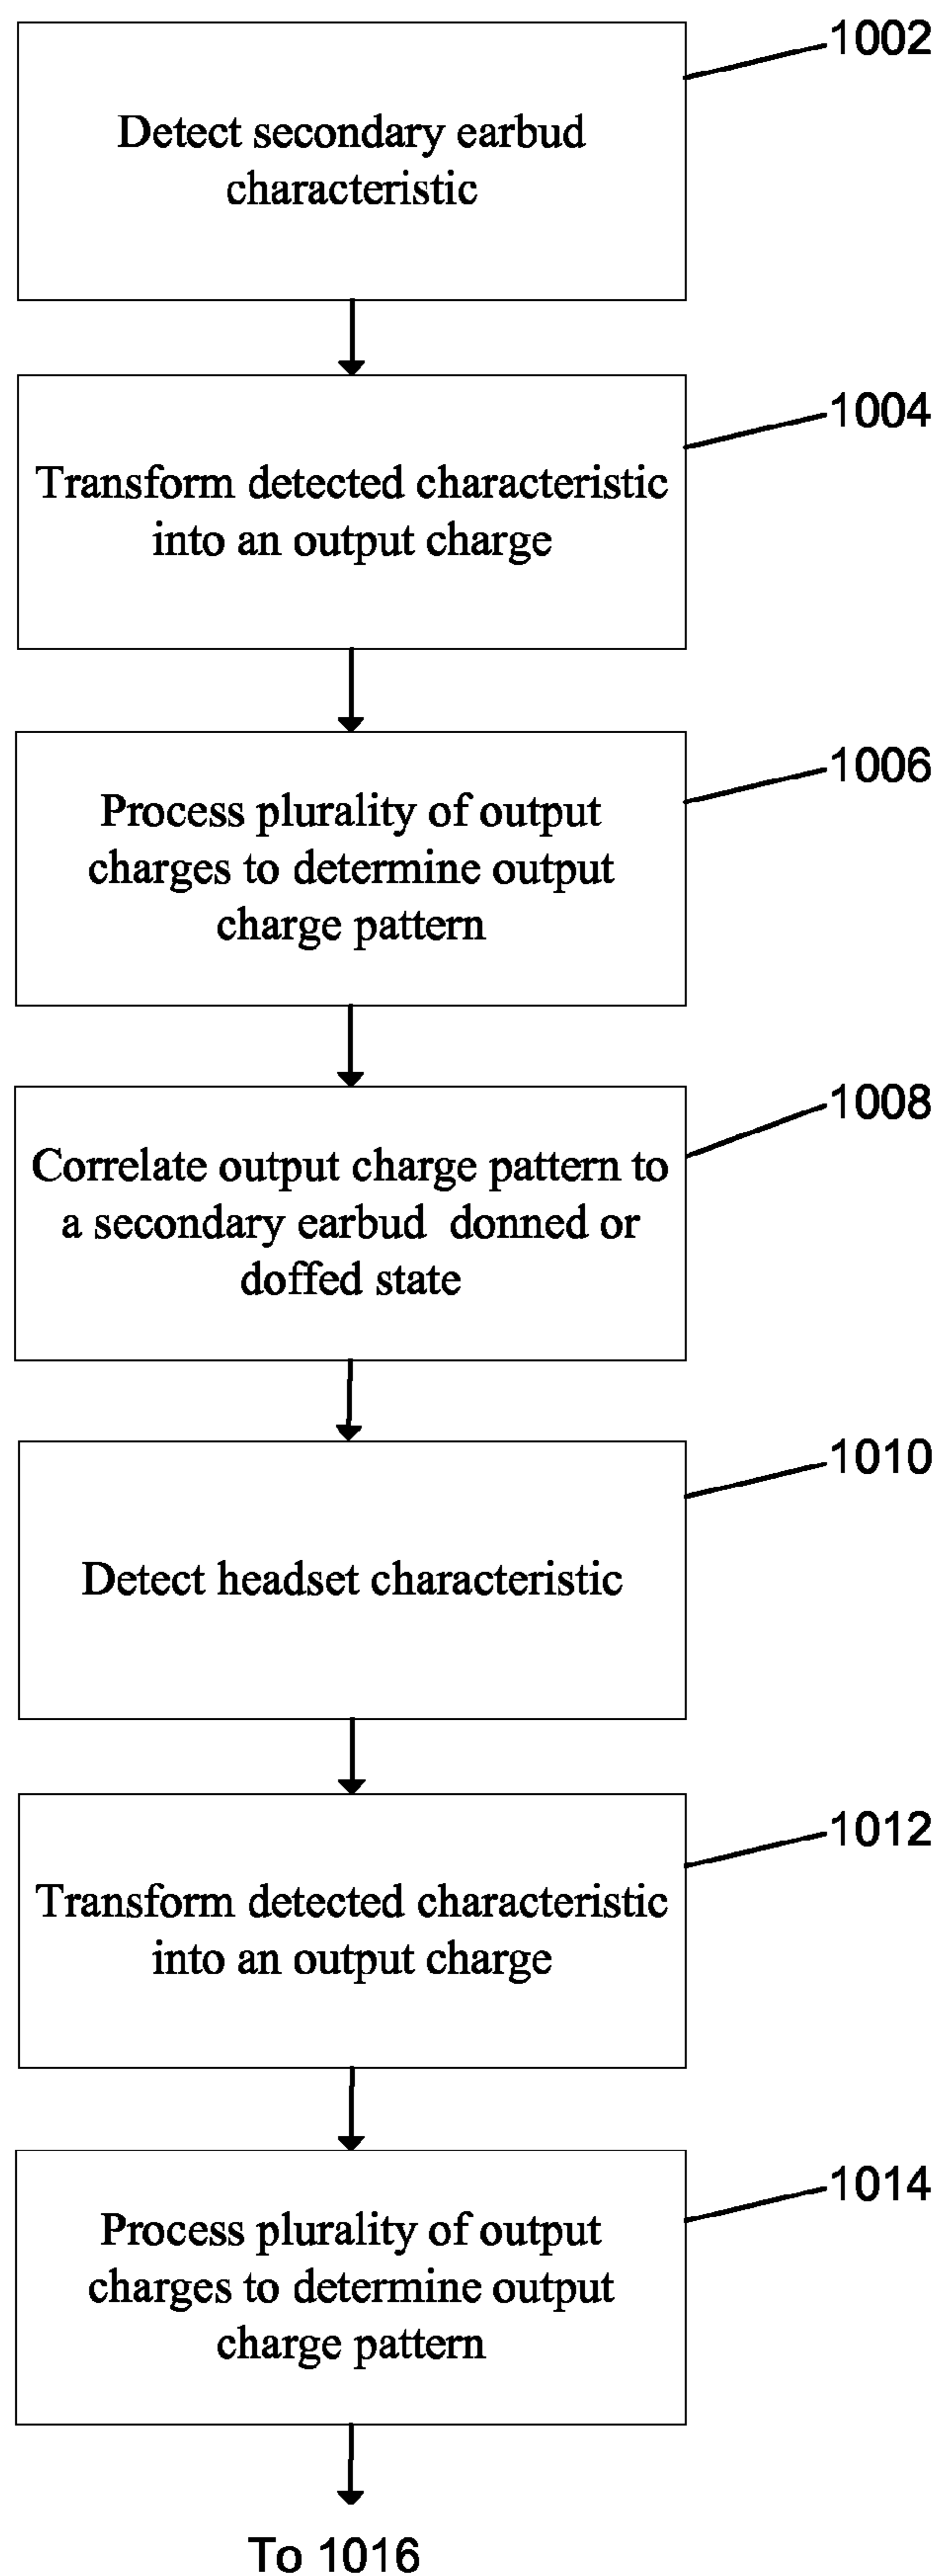 1002
Detect secondary earbud
characteristic
1004
Transform detected characteristic
into an output charge
1006
Process plurality of output
charges to determine output
charge pattern
1008
Correlate output charge pattern to
a secondary earbud donned or
doffed state
1010
Detect headset characteristic
1012
Transform detected characteristic
into an output charge
1014
Process plurality of output
charges to determine output
charge pattern
To 1016